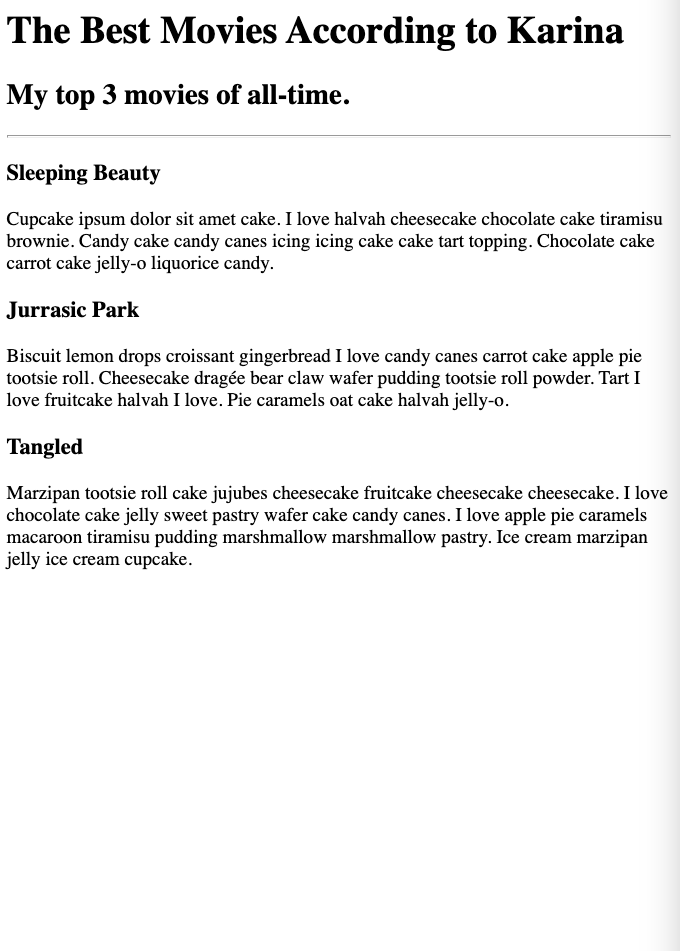 The Best Movies According to Karina
My top 3 movies of all-time.
Sleeping Beauty
Cupcake ipsum dolor sit amet cake. I love halvah cheesecake chocolate cake tiramisu
brownie. Candy cake candy canes icing icing cake cake tart topping. Chocolate cake
carrot cake jelly-o liquorice candy.
Jurrasic Park
Biscuit lemon drops croissant gingerbread I love candy canes carrot cake apple pie
tootsie roll. Cheesecake dragée bear claw wafer pudding tootsie roll powder. Tart I
love fruitcake halvah I love. Pie caramels oat cake halvah jelly-o.
Tangled
Marzipan tootsie roll cake jujubes cheesecake fruitcake cheesecake cheesecake. I love
chocolate cake jelly sweet pastry wafer cake candy canes. I love apple pie caramels
macaroon tiramisu pudding marshmallow marshmallow pastry. Ice cream marzipan
jelly ice cream cupcake.